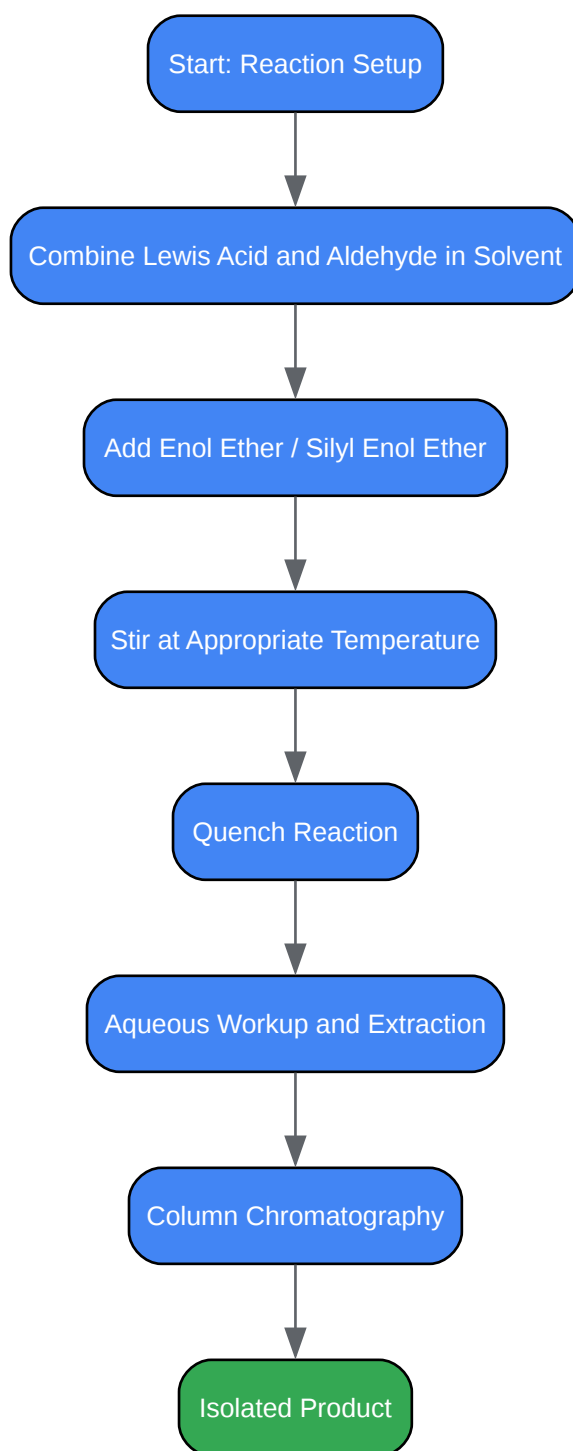 Start: Reaction Setup
Combine Lewis Acid and Aldehyde in Solvent
Add Enol Ether / Silyl Enol Ether
Stir at Appropriate Temperature
Quench Reaction
Aqueous Workup and Extraction
Column Chromatography
Isolated Product